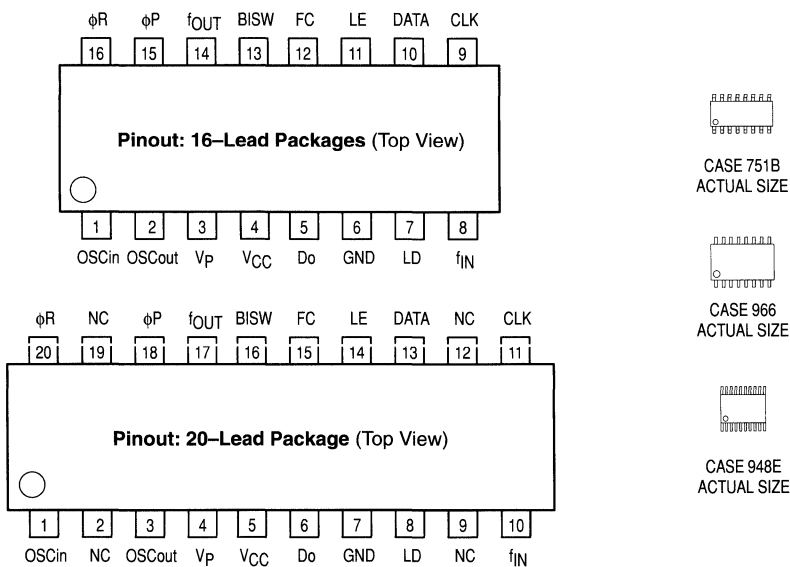 ϕR ϕP fOUT BISW FC LE DATA CLK
16 15 14 13 12 11 10 9
Pinout: 16–Lead Packages (Top View)
1 2 3 4 5 6 7 8
OSCin OSCout VP VCC Do GND LD fIN
CASE 751B
ACTUAL SIZE
CASE 966
ACTUAL SIZE
ϕR NC ϕP fOUT BISW FC LE DATA NC CLK
20 19 18 17 16 15 14 13 12 11
Pinout: 20–Lead Package (Top View)
1 2 3 4 5 6 7 8 9 10
OSCin NC OSCout VP VCC Do GND LD NC fIN
CASE 948E
ACTUAL SIZE